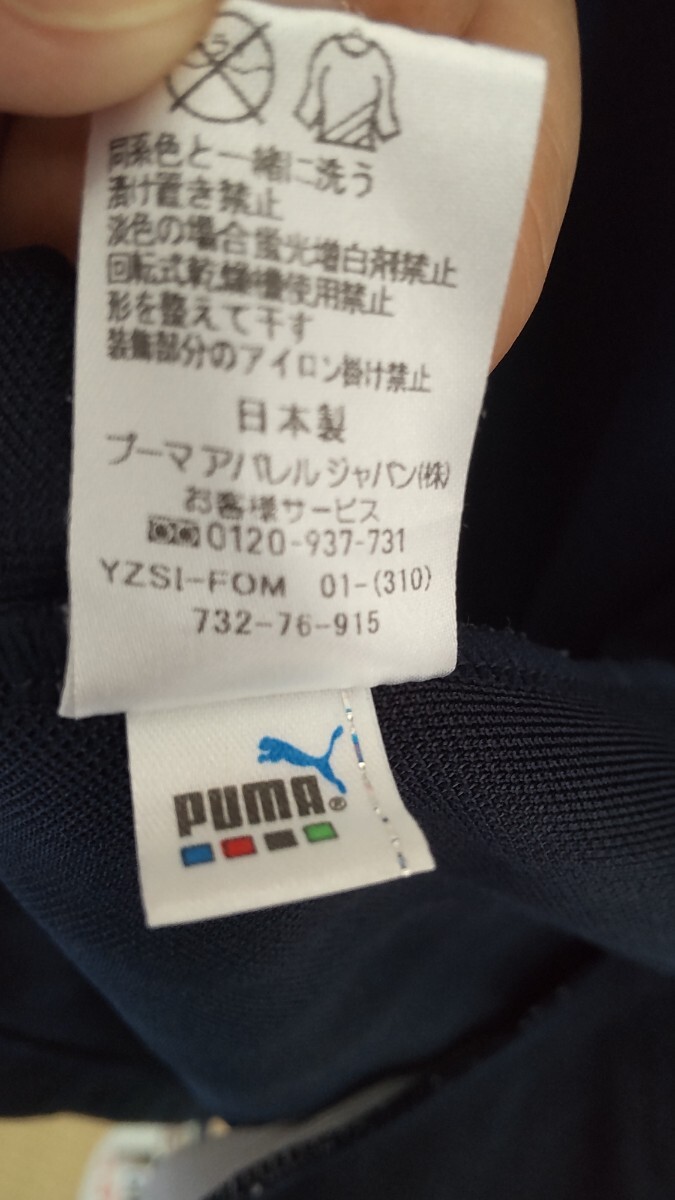 同系色と一緒に洗う
漬け置き禁止
淡色の場合蛍光増白剤禁止
回転式乾燥機使用禁止
形を整えて干す
装飾部分のアイロン掛け禁止
日本製
プーマ アパレル ジャパン(株)
お客様サービス
0120-937-731
YZSI-FOM 01-(310)
732-76-915
PUMA®